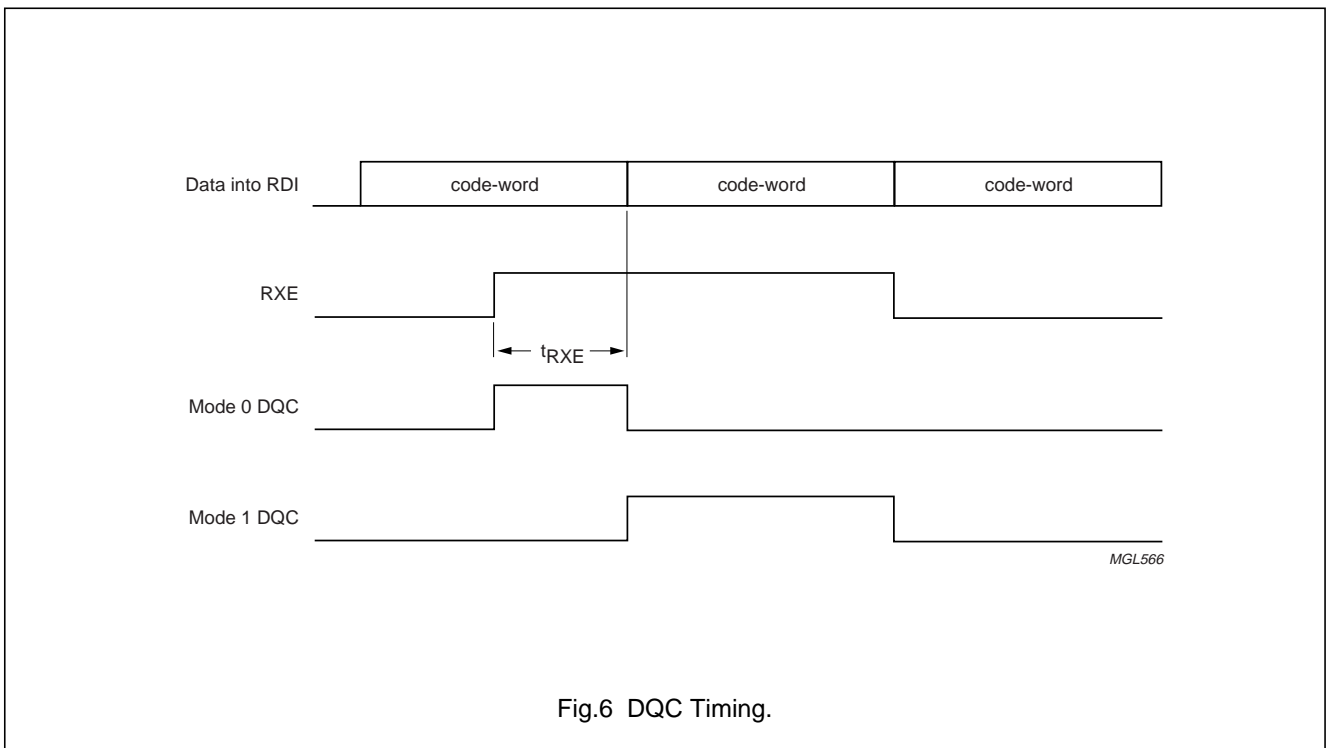 Data into RDI
code-word code-word code-word
RXE
tRXE
Mode 0 DQC
Mode 1 DQC
MGL566
Fig.6 DQC Timing.